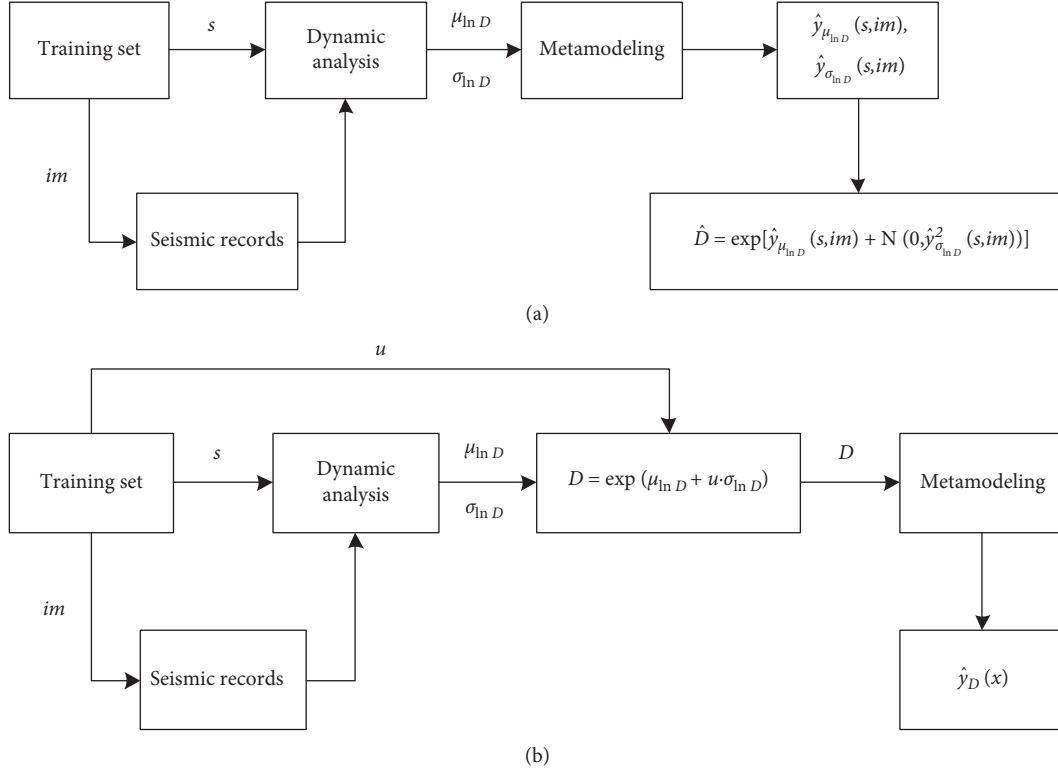 Training set
s
Dynamic
analysis
μ_{ln D}
σ_{ln D}
Metamodeling
ŷ_{μ_{ln D}} (s,im),
ŷ_{σ_{ln D}} (s,im)
im
Seismic records
D̂ = exp[ŷ_{μ_{ln D}} (s,im) + N (0,ŷ²_{σ_{ln D}} (s,im))]
(a)
u
Training set
s
Dynamic
analysis
μ_{ln D}
σ_{ln D}
D = exp (μ_{ln D} + u·σ_{ln D})
D
Metamodeling
im
Seismic records
ŷ_D (x)
(b)